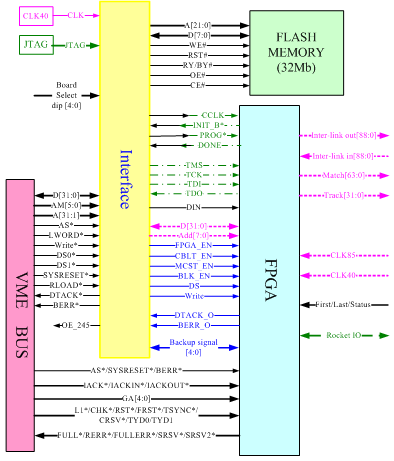 CLK40
CLK
JTAG
JTAG
Board
Select
dip [4:0]
Interface
A[21:0]
D[7:0]
WE#
RST#
RY/BY#
OE#
CE#
FLASH
MEMORY
(32Mb)
CCLK
INIT_B*
PROG*
DONE
TMS
TCK
TDI
TDO
DIN
D[31:0]
Add[7:0]
FPGA_EN
CBLT_EN
MCST_EN
BLK_EN
DS
Write
DTACK_O
BERR_O
Backup signal
[4:0]
FPGA
Inter-link out[88:0]
Inter-link in[88:0]
Match[63:0]
Track[31:0]
CLK85
CLK40
First/Last/Status
Rocket IO
VME BUS
D[31:0]
AM[5:0]
A[31:1]
AS*
LWORD*
Write*
DS0*
DS1*
SYSRESET*
RLOAD*
DTACK*
BERR*
OE_245
AS*/SYSRESET*/BERR*
IACK*/IACKIN*/IACKOUT*
GA[4:0]
L1*/CHK*/RST*/FRST*/TSYNC*/
CRSV*/TYD0/TYD1
FULL*/RERR*/FULLERR*/SRSV*/SRSV2*